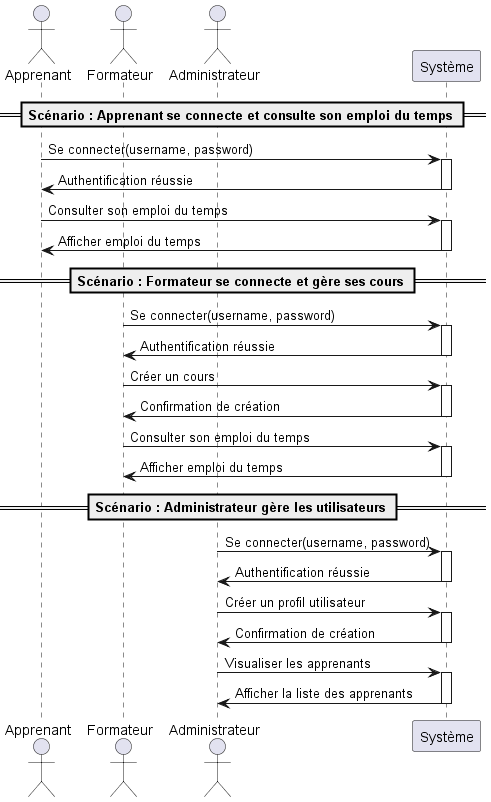 Apprenant
Formateur
Administrateur
Système
Scénario : Apprenant se connecte et consulte son emploi du temps
Se connecter(username, password)
Authentification réussie
Consulter son emploi du temps
Afficher emploi du temps
Scénario : Formateur se connecte et gère ses cours
Se connecter(username, password)
Authentification réussie
Créer un cours
Confirmation de création
Consulter son emploi du temps
Afficher emploi du temps
Scénario : Administrateur gère les utilisateurs
Se connecter(username, password)
Authentification réussie
Créer un profil utilisateur
Confirmation de création
Visualiser les apprenants
Afficher la liste des apprenants
Apprenant
Formateur
Administrateur
Système